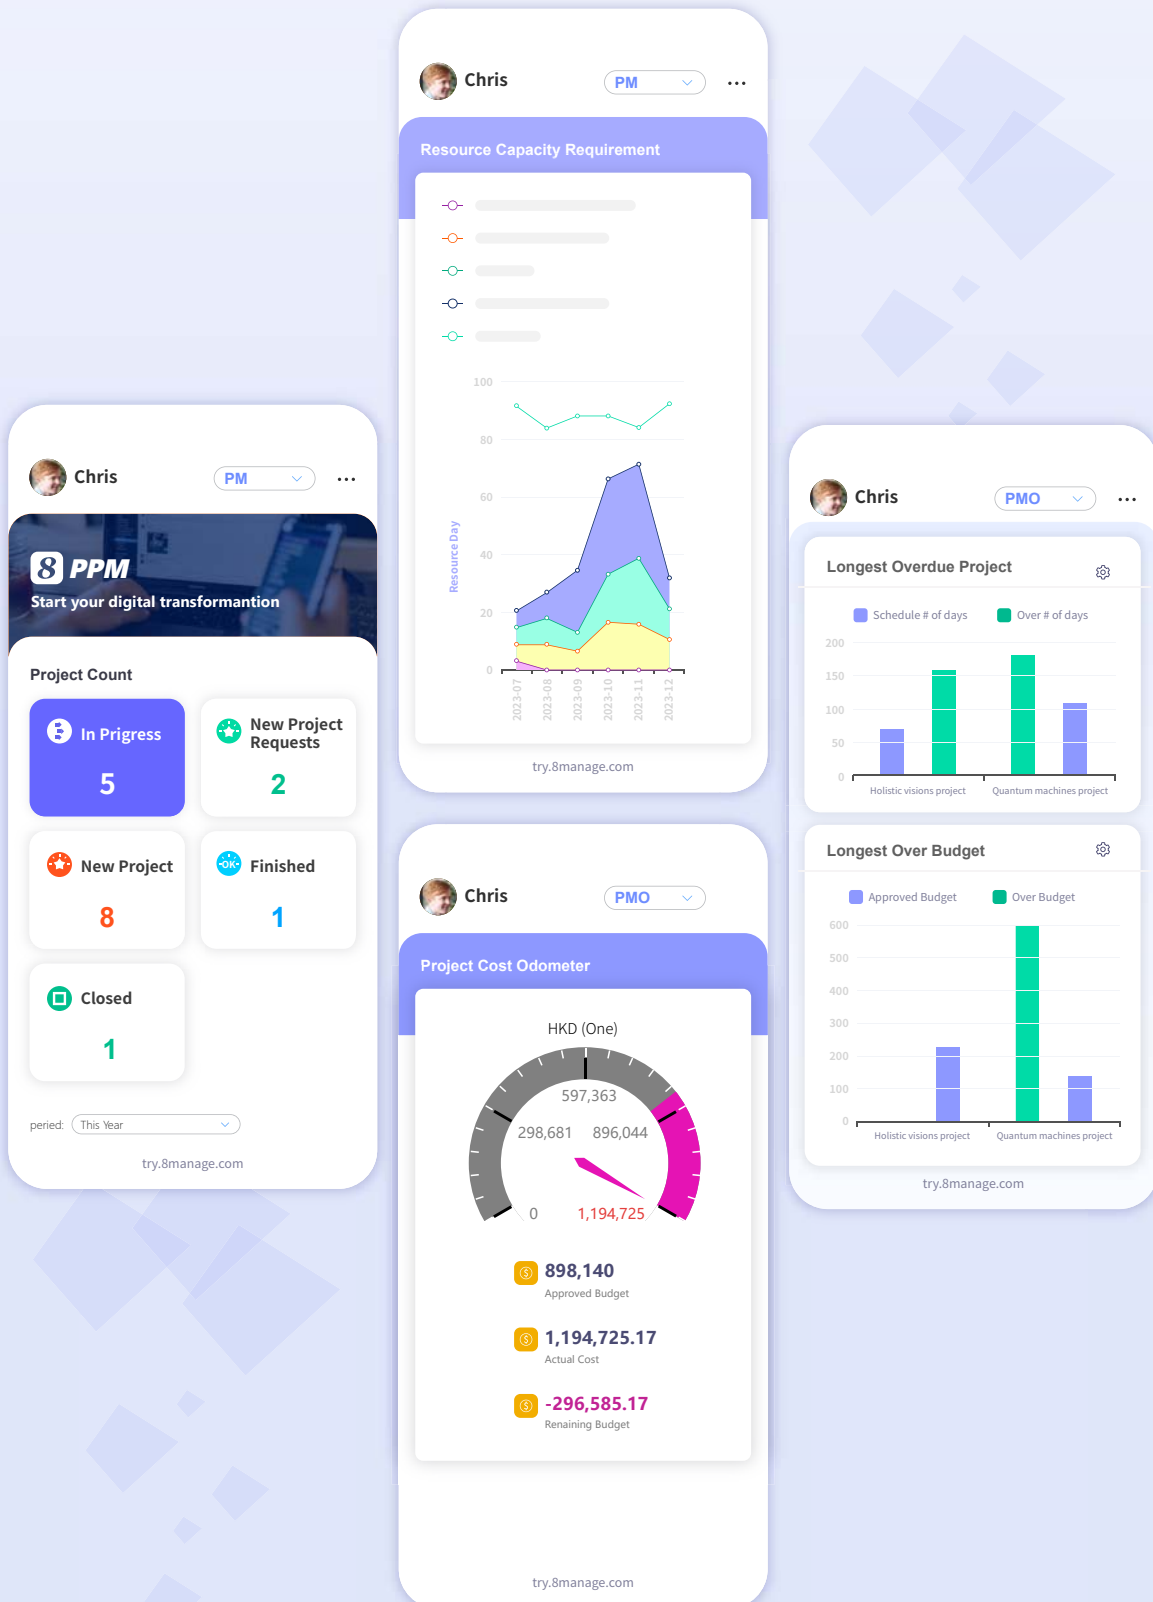 Chris
PM
Resource Capacity Requirement
100
80
60
40
20
0
Resource Day
2023-07
2023-08
2023-09
2023-10
2023-11
2023-12
try.8manage.com
Chris
PM
8 PPM
Start your digital transformantion
Project Count
In Prigress
5
New Project
Requests
2
New Project
8
OK
Finished
1
Closed
1
peried:
This Year
try.8manage.com
Chris
PMO
Project Cost Odometer
HKD (One)
597,363
298,681
896,044
0
1,194,725
898,140
Approved Budget
1,194,725.17
Actual Cost
-296,585.17
Renaining Budget
try.8manage.com
Chris
PMO
Longest Overdue Project
Schedule # of days
Over # of days
200
150
100
50
0
Holistic visions project
Quantum machines project
Longest Over Budget
Approved Budget
Over Budget
600
500
400
300
200
100
0
Holistic visions project
Quantum machines project
try.8manage.com